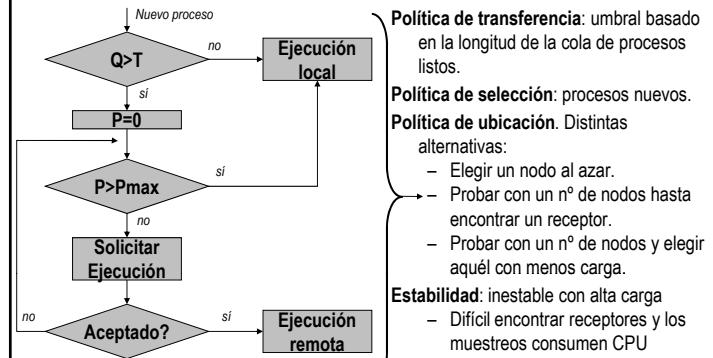 Nuevo proceso
Q>T
no
Ejecución
local
sí
P=0
P>Pmax
sí
no
Solicitar
Ejecución
no
Aceptado?
sí
Ejecución
remota
Política de transferencia: umbral basado
en la longitud de la cola de procesos
listos.
Política de selección: procesos nuevos.
Política de ubicación. Distintas
alternativas:
– Elegir un nodo al azar.
– Probar con un nº de nodos hasta
encontrar un receptor.
– Probar con un nº de nodos y elegir
aquél con menos carga.
Estabilidad: inestable con alta carga
– Difícil encontrar receptores y los
muestreos consumen CPU